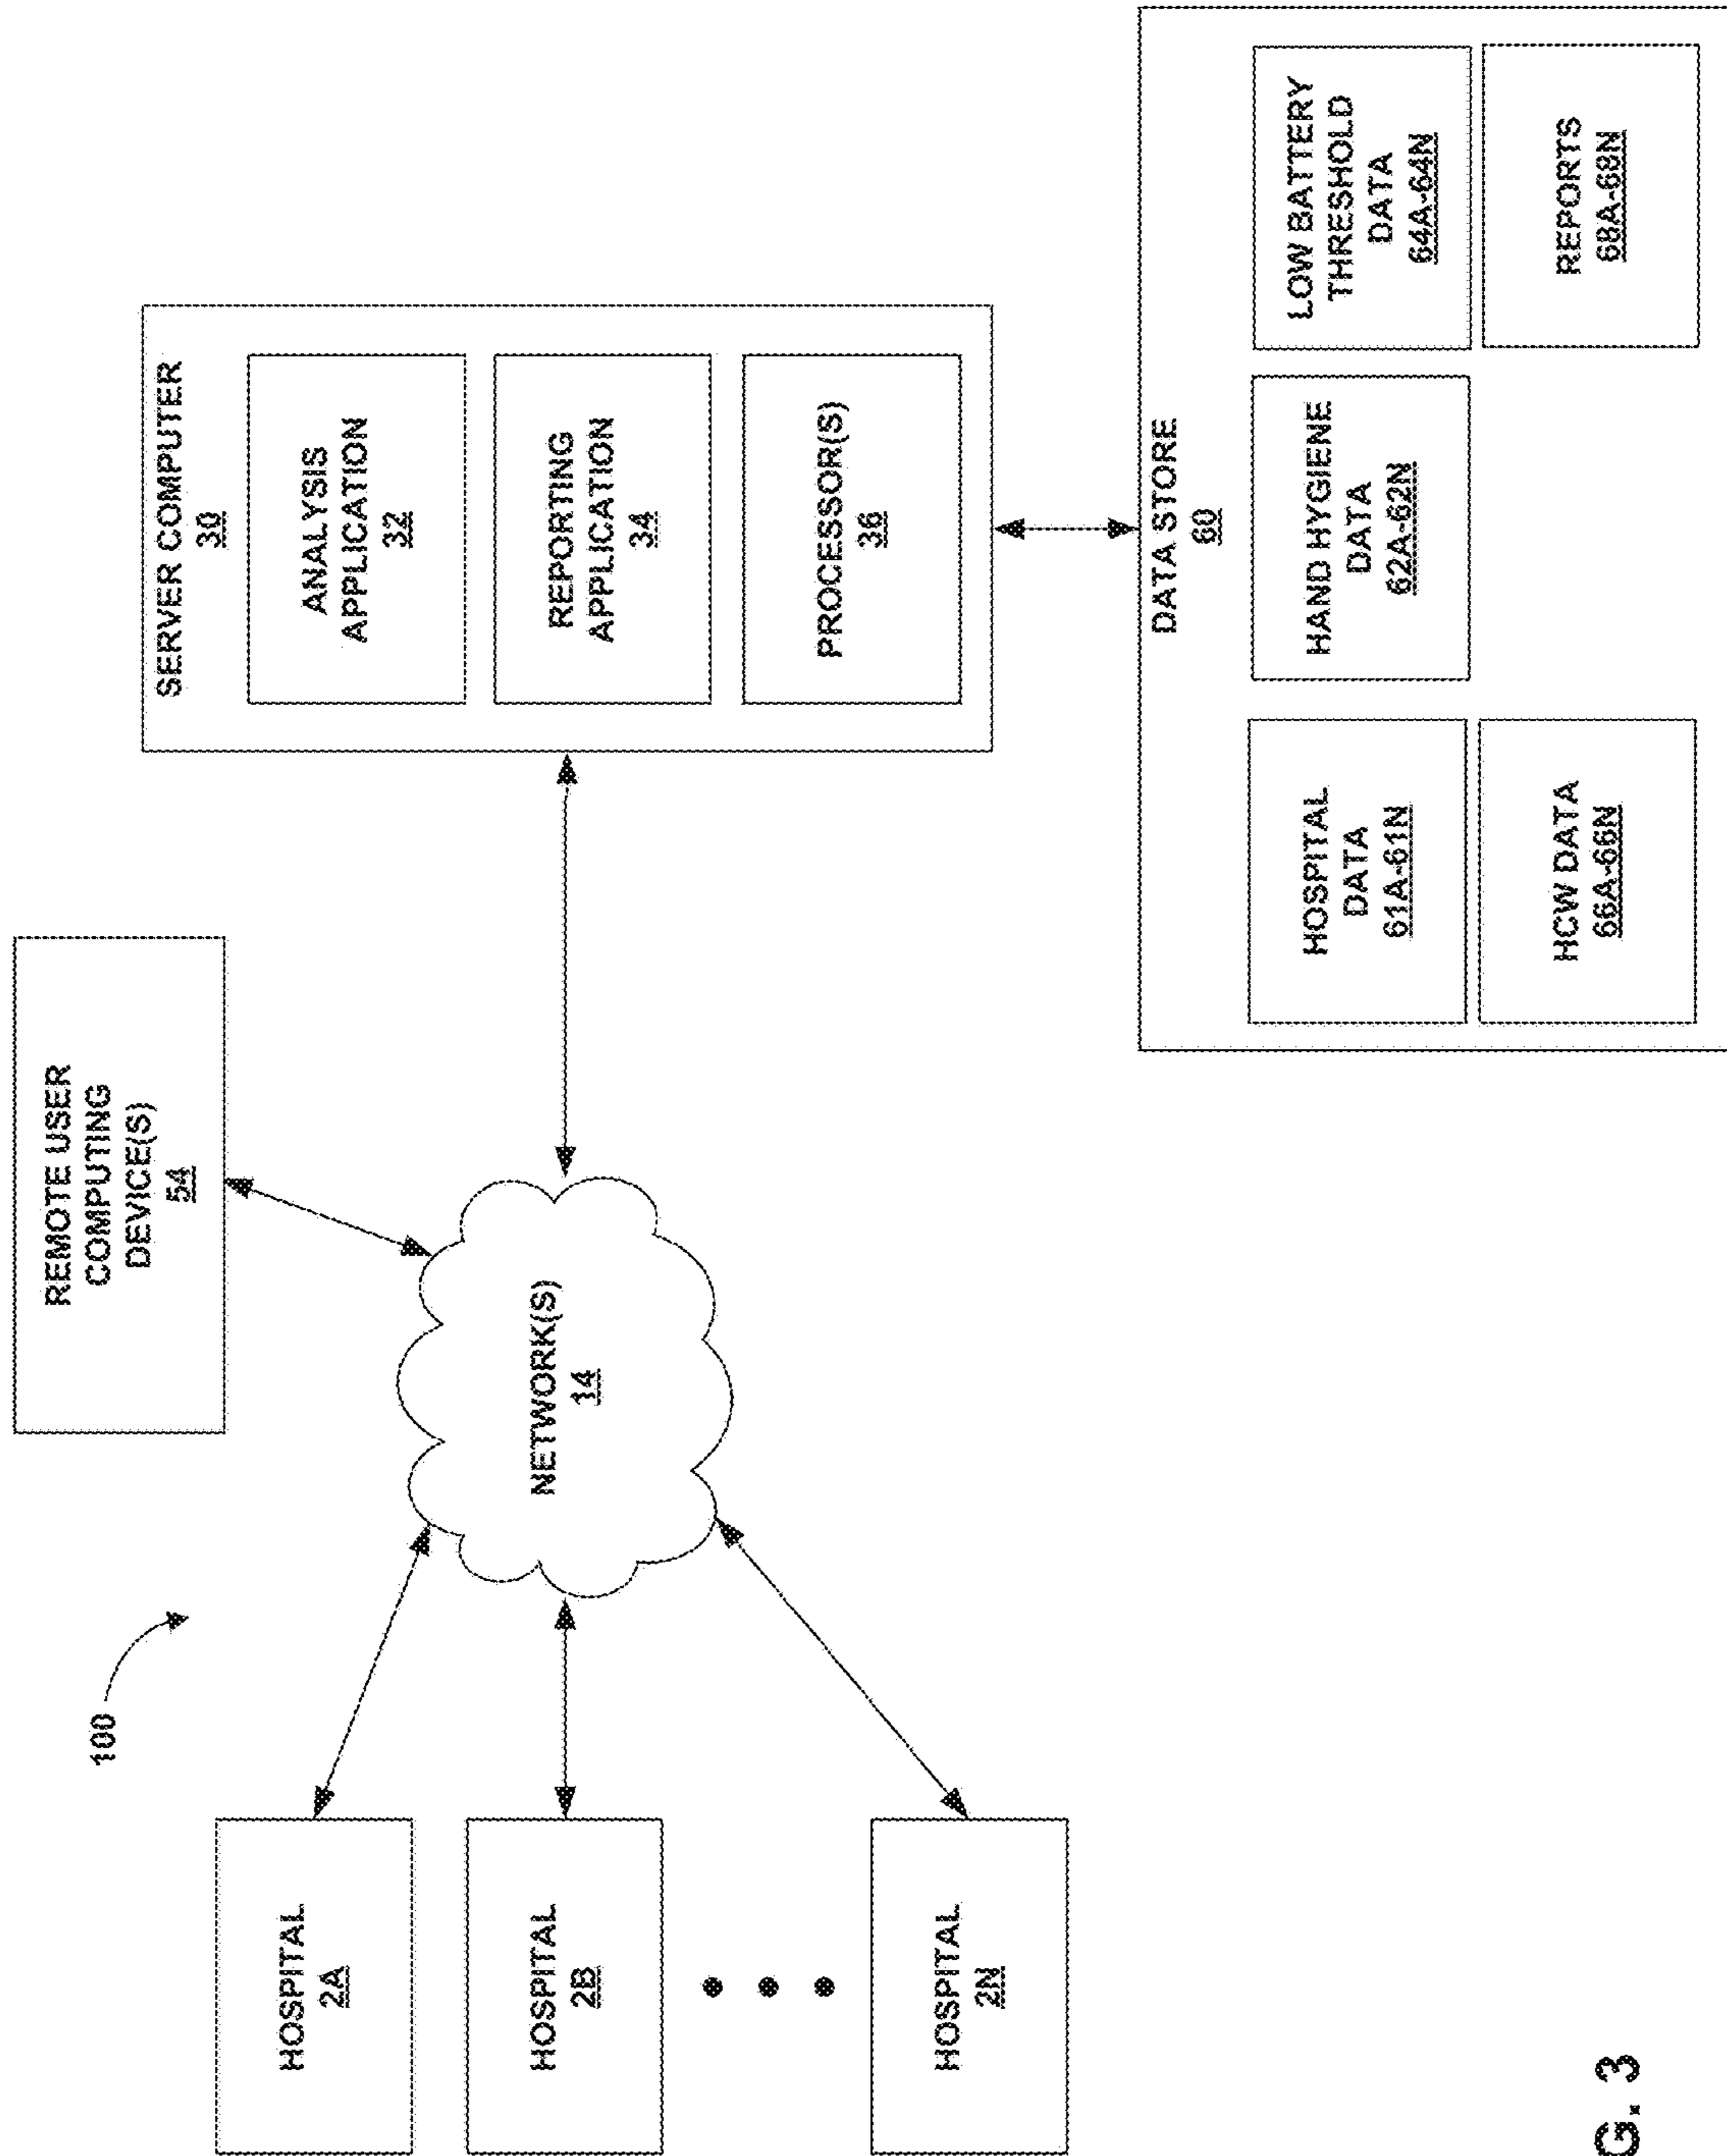 100
REMOTE USER
COMPUTING
DEVICE(S)
54
HOSPITAL
2A
HOSPITAL
2B
HOSPITAL
2N
NETWORK(S)
14
SERVER COMPUTER
30
ANALYSIS
APPLICATION
32
REPORTING
APPLICATION
34
PROCESSOR(S)
36
DATA STORE
60
HOSPITAL
DATA
61A-61N
HAND HYGIENE
DATA
62A-62N
LOW BATTERY
THRESHOLD
DATA
64A-64N
HCW DATA
66A-66N
REPORTS
68A-68N
G. 3